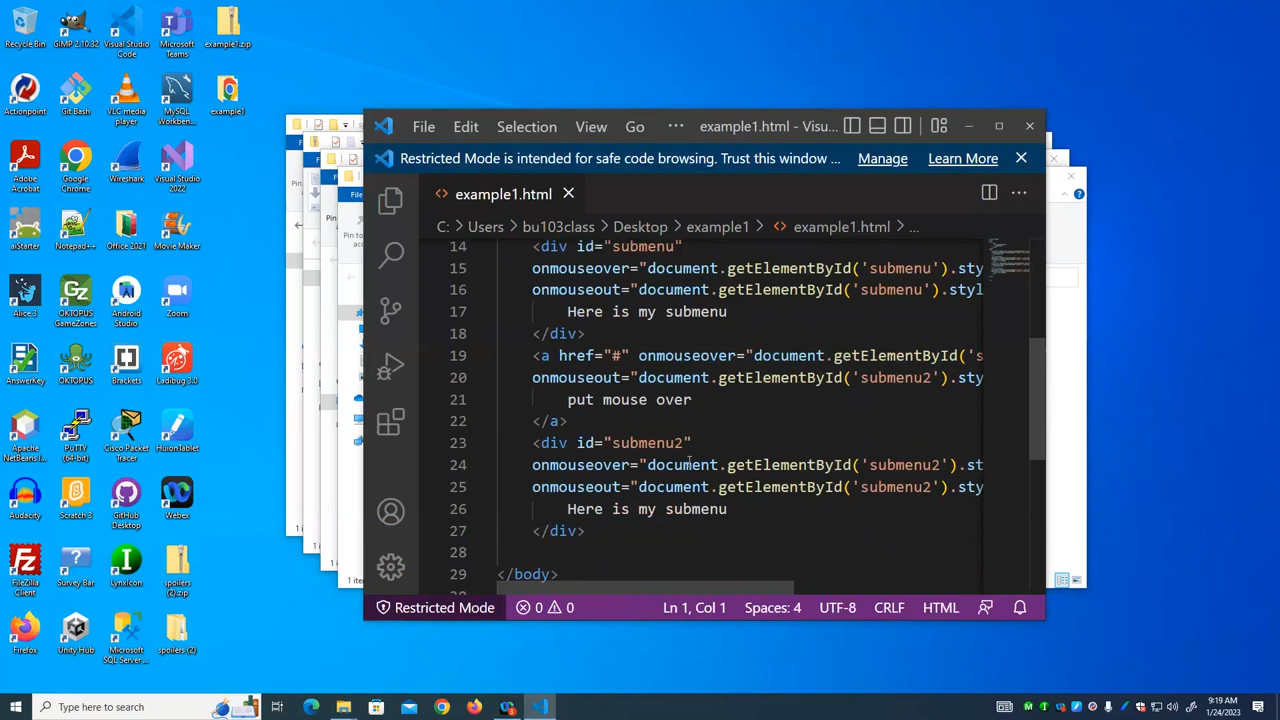 Recycle Bin
GIMP 2.10.32
Visual Studio Code
Microsoft Teams
example1.zip
Actionpoint
Git Bash
VLC media player
MySQL Workben...
example1
Adobe Acrobat
Google Chrome
Wireshark
Visual Studio 2022
aiStarter
Notepad++
Office 2021
Movie Maker
Alice 3
OKTOPUS GameZones
Android Studio
Zoom
AnswerKey
OKTOPUS
Brackets
Ladibug 3.0
Apache NetBeans I...
PuTTY (64-bit)
Cisco Packet Tracer
HuionTablet
Audacity
Scratch 3
GitHub Desktop
Webex
FileZilla Client
Survey Bar
LynxIcon
spoilers (2).zip
Firefox
Unity Hub
Microsoft SQL Server ...
spoilers (2)
File Edit Selection View Go ··· example1.html - Visu...
Restricted Mode is intended for safe code browsing. Trust this window ... Manage Learn More
example1.html
C: > Users > bu103class > Desktop > example1 > example1.html > ...
14 <div id="submenu"
15 onmouseover="document.getElementById('submenu').sty
16 onmouseout="document.getElementById('submenu').styl
17 Here is my submenu
18 </div>
19 <a href="#" onmouseover="document.getElementById('s
20 onmouseout="document.getElementById('submenu2').sty
21 put mouse over
22 </a>
23 <div id="submenu2"
24 onmouseover="document.getElementById('submenu2').st
25 onmouseout="document.getElementById('submenu2').sty
26 Here is my submenu
27 </div>
28
29 </body>
Restricted Mode 0 0 Ln 1, Col 1 Spaces: 4 UTF-8 CRLF HTML
Type here to search
9:19 AM
1/24/2023